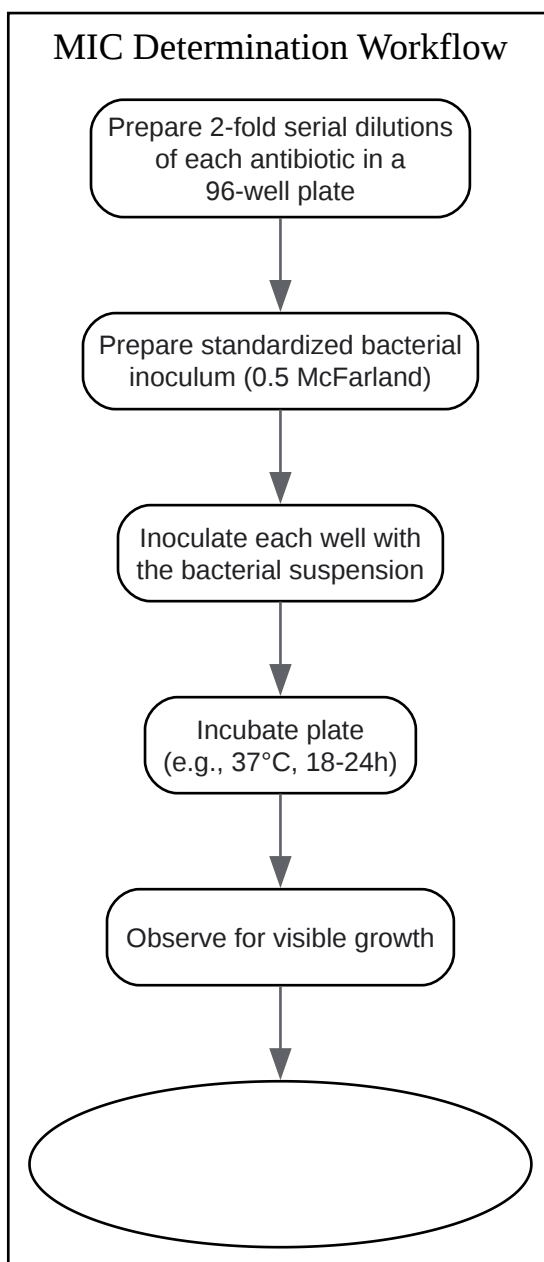 MIC Determination Workflow
Prepare 2-fold serial dilutions
of each antibiotic in a
96-well plate
Prepare standardized bacterial
inoculum (0.5 McFarland)
Inoculate each well with
the bacterial suspension
Incubate plate
(e.g., 37°C, 18-24h)
Observe for visible growth